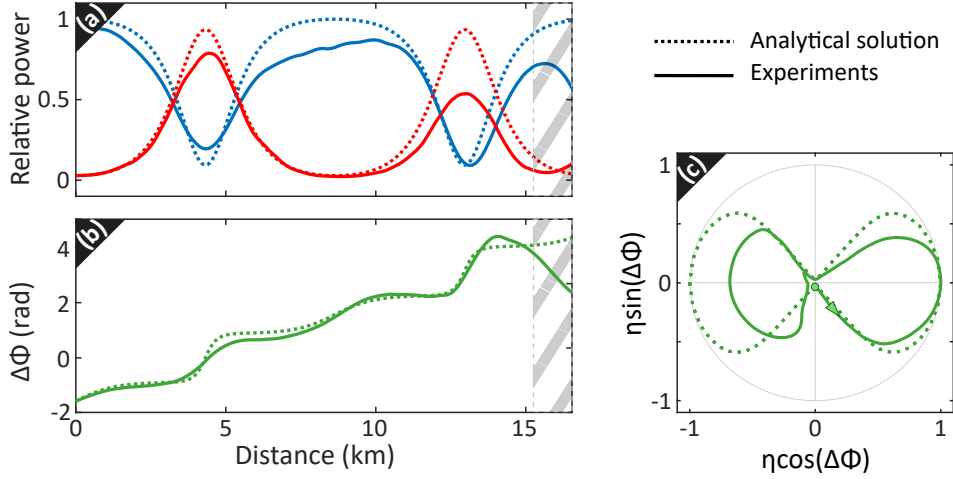 (a)
1
0.5
0
Relative power
(b)
4
2
0
-2
ΔΦ (rad)
0
5
10
15
Distance (km)
Analytical solution
Experiments
(c)
1
0
-1
ηsin(ΔΦ)
-1
0
1
ηcos(ΔΦ)